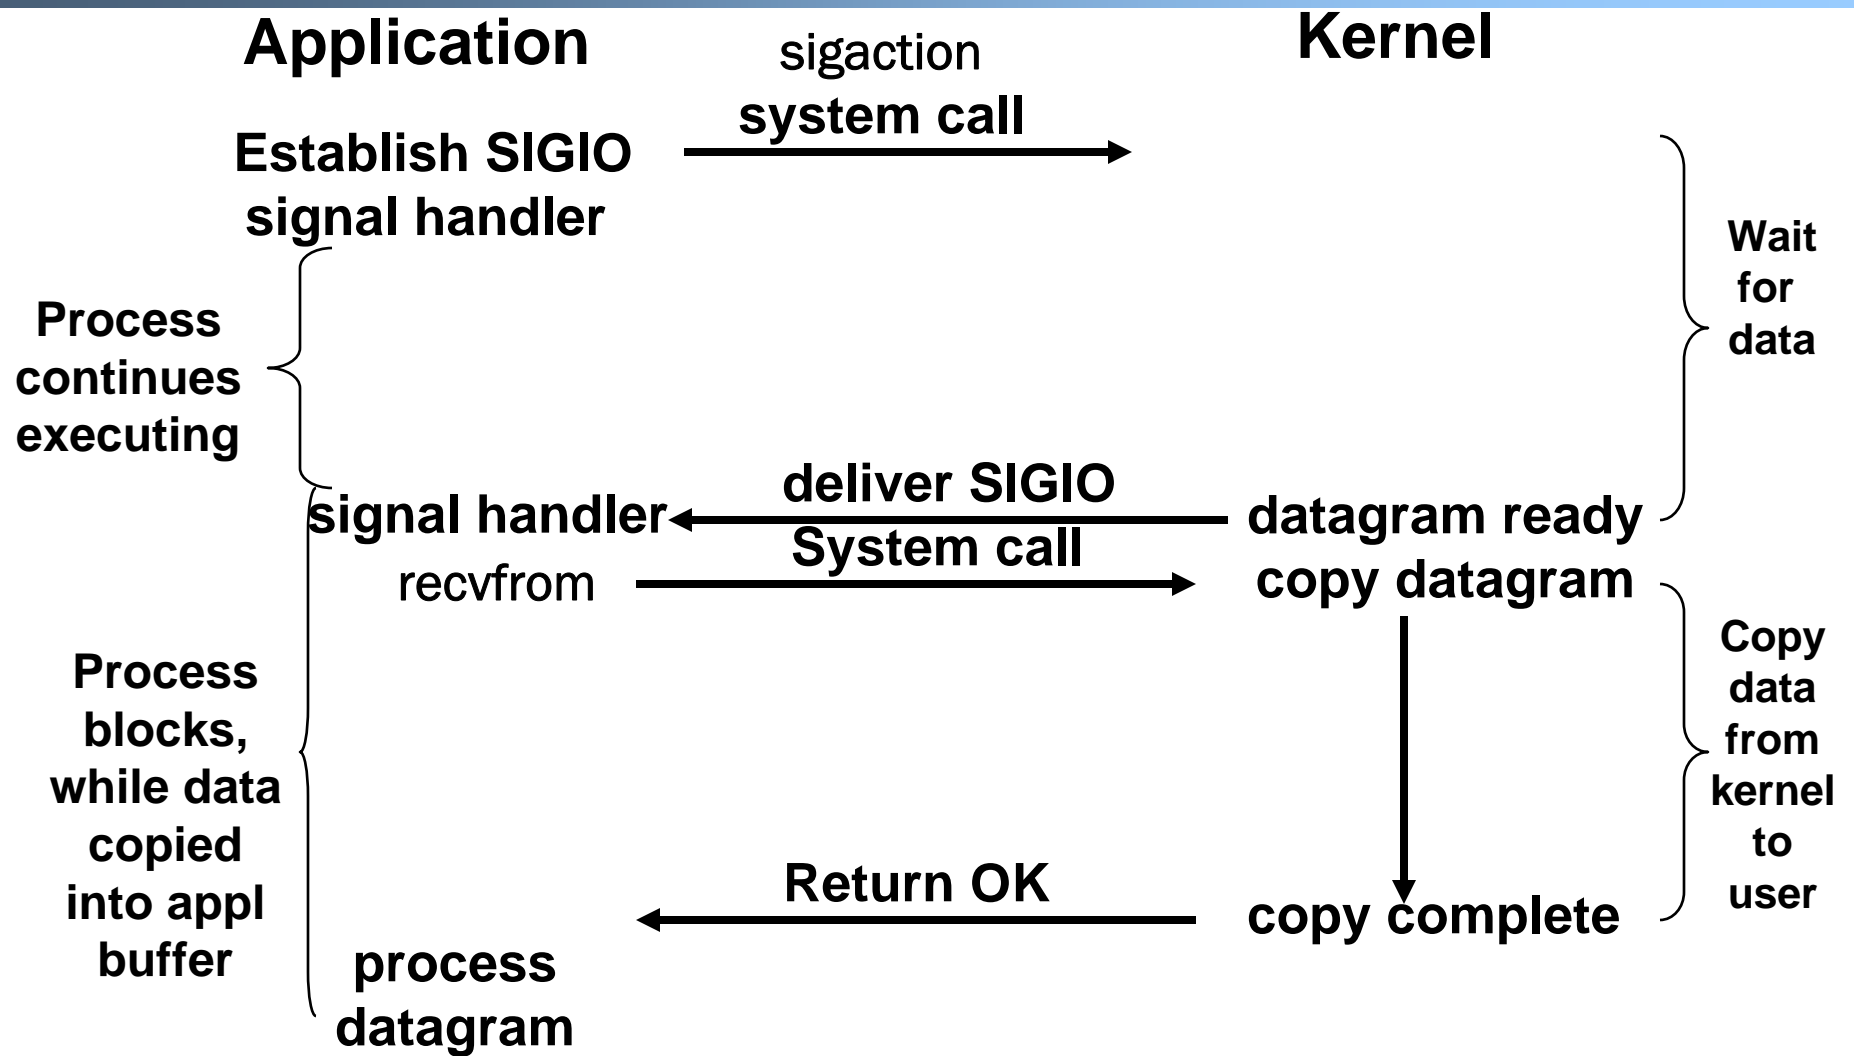 Application
sigaction
Kernel
system call
Establish SIGIO
signal handler
Wait
for
data
Process
continues
executing
deliver SIGIO
signal handler
datagram ready
System call
recvfrom
copy datagram
Process
blocks,
while data
copied
into appl
buffer
Copy
data
from
kernel
to
user
Return OK
copy complete
process
datagram